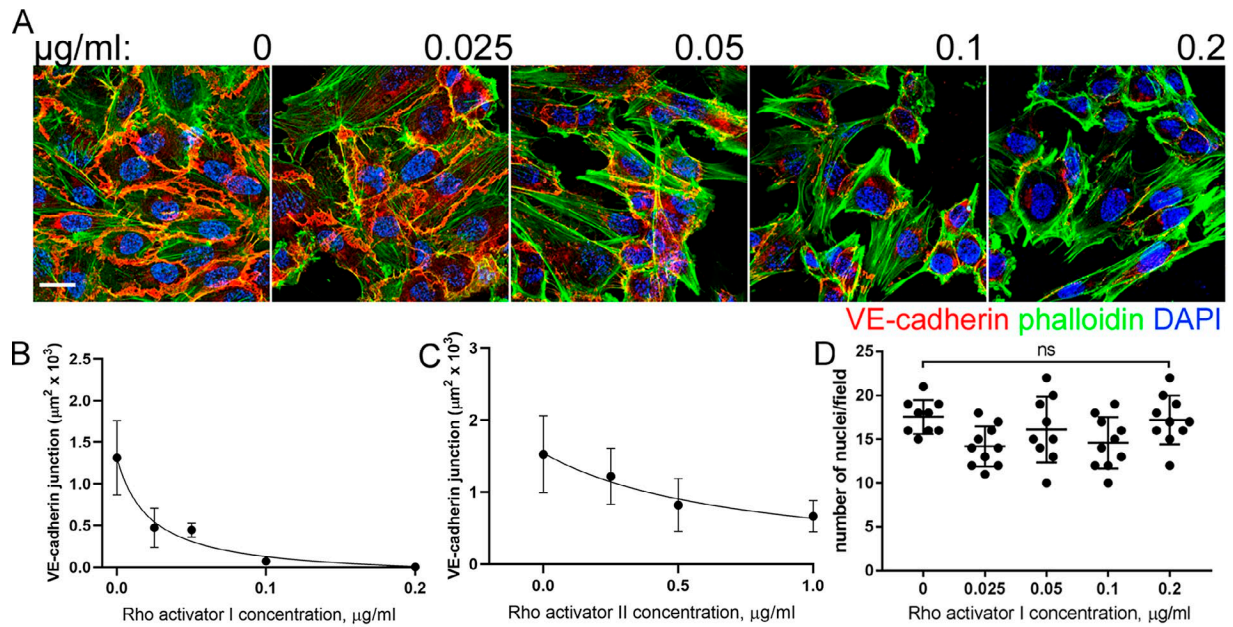 A
µg/ml: 0 0.025 0.05 0.1 0.2
VE-cadherin phalloidin DAPI
B
VE-cadherin junction (µm² x 10³)
2.5
2.0
1.5
1.0
0.5
0.0
0.0 0.1 0.2
Rho activator I concentration, µg/ml
C
VE-cadherin junction (µm² x 10³)
3
2
1
0
0.0 0.5 1.0
Rho activator II concentration, µg/ml
D
number of nuclei/field
25
20
15
10
5
0
ns
0 0.025 0.05 0.1 0.2
Rho activator I concentration, µg/ml